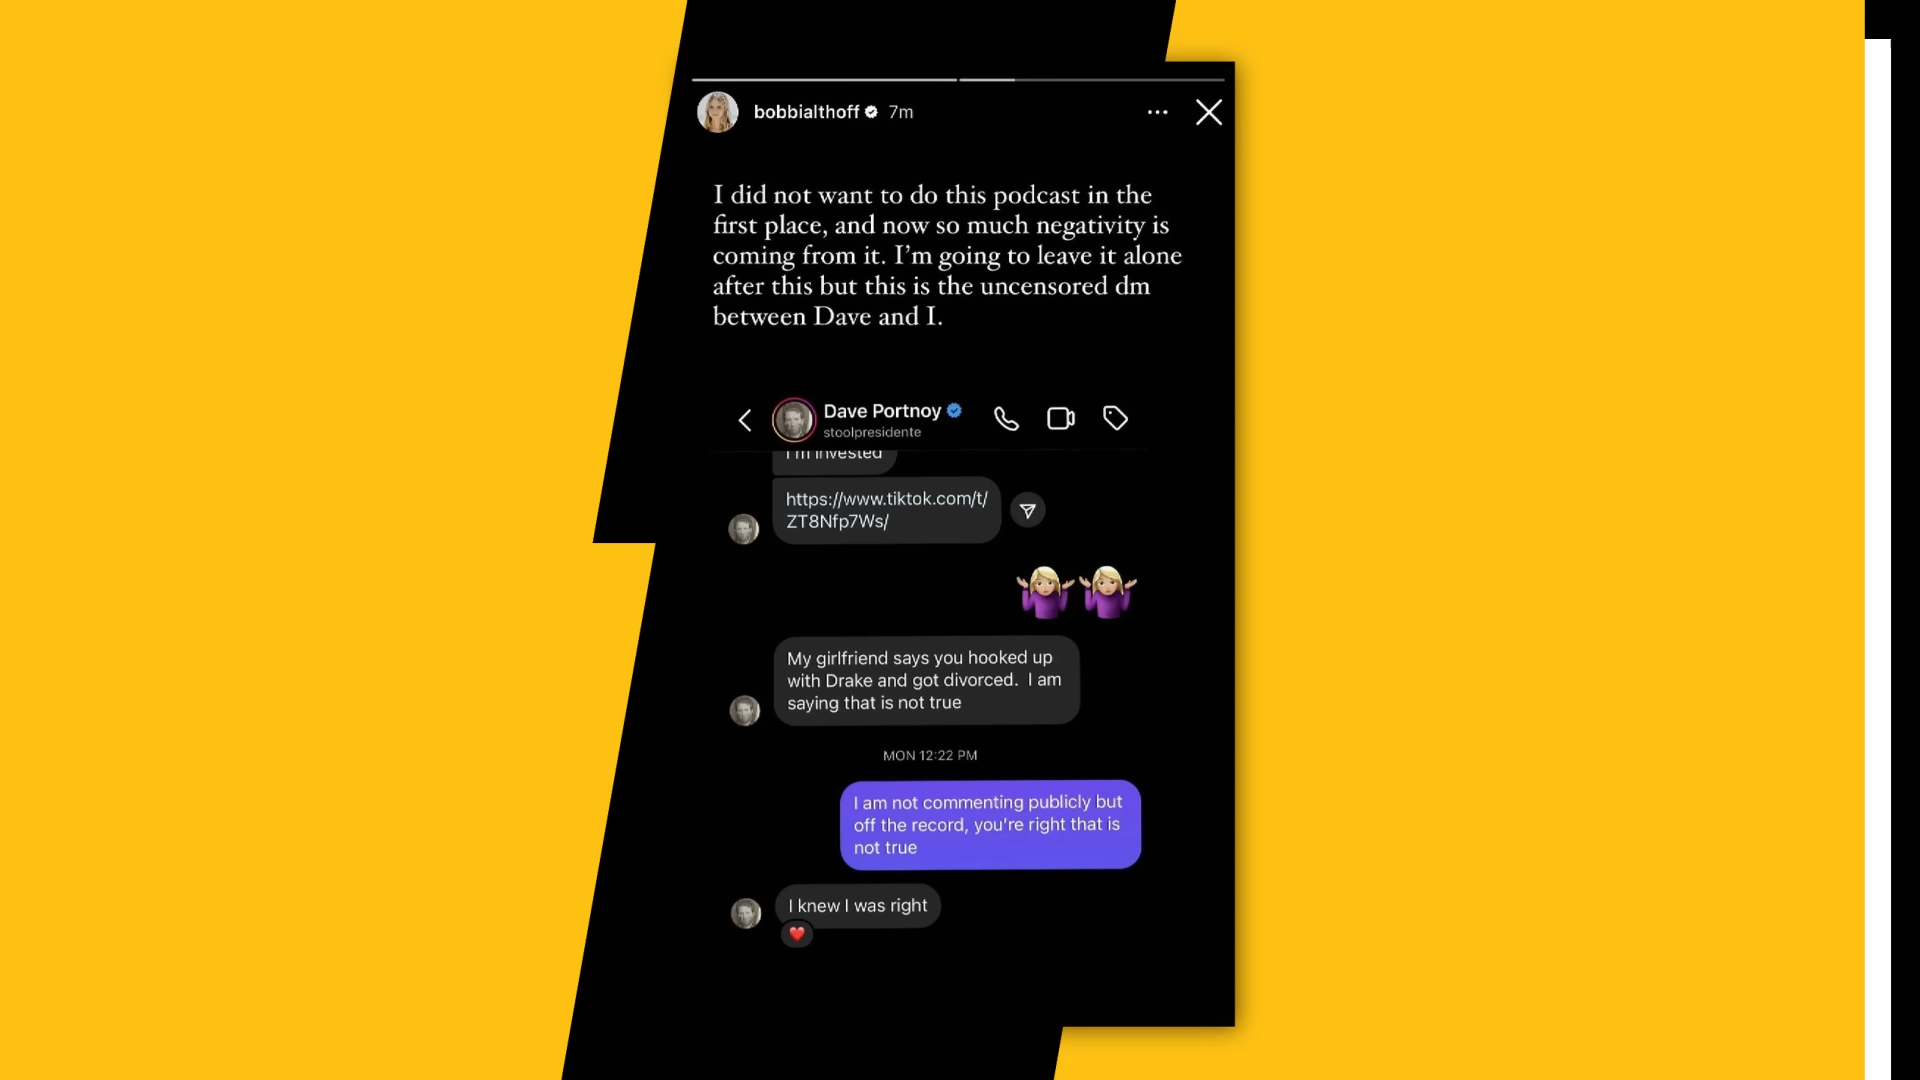 bobbialthoff 7m
I did not want to do this podcast in the
first place, and now so much negativity is
coming from it. I’m going to leave it alone
after this but this is the uncensored dm
between Dave and I.
Dave Portnoy
stoolpresidente
I'm invested
https://www.tiktok.com/t/
ZT8Nfp7Ws/
My girlfriend says you hooked up
with Drake and got divorced.  I am
saying that is not true
MON 12:22 PM
I am not commenting publicly but
off the record, you're right that is
not true
I knew I was right